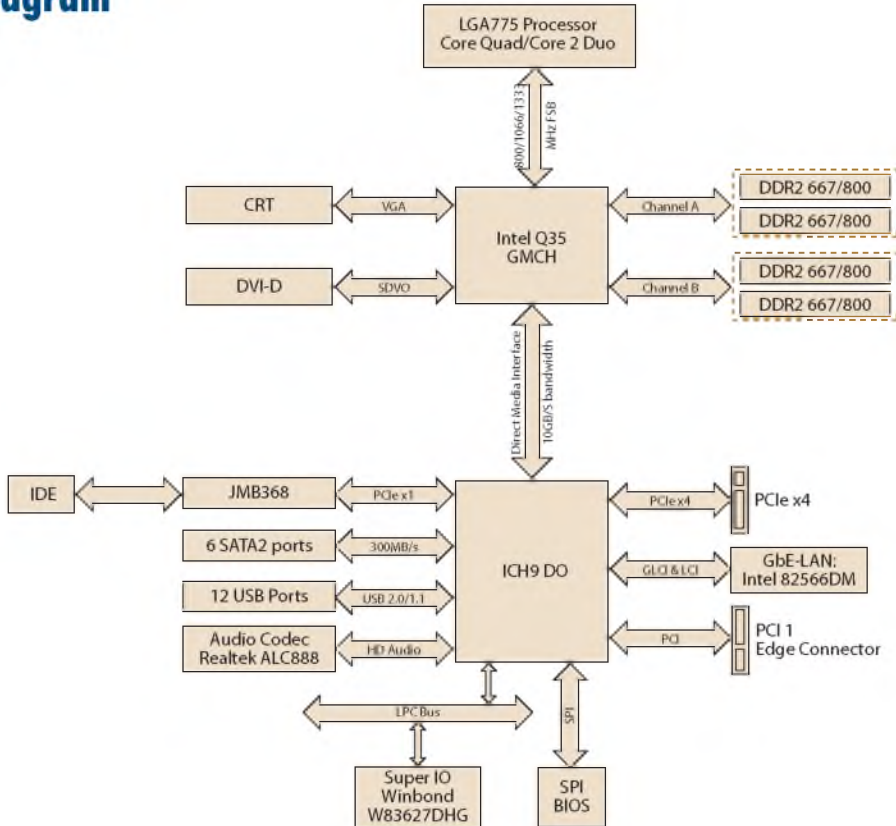 LGA775 Processor
Core Quad/Core 2 Duo
800/1066/1333
MHz FSB
CRT
VGA
Intel Q35
GMCH
Channel A
DDR2 667/800
DDR2 667/800
DVI-D
SDVO
Channel B
DDR2 667/800
DDR2 667/800
Direct Media Interface
10GB/S bandwidth
IDE
JMB368
PCIe x1
PCIex4
PCIe x4
6 SATA2 ports
300MB/s
ICH9 DO
GLCI & LCI
GbE-LAN:
Intel 82566DM
12 USB Ports
USB 2.0/1.1
Audio Codec
Realtek ALC888
HD Audio
PCI
PCI 1
Edge Connector
LPC Bus
SPI
Super IO
Winbond
W83627DHG
SPI
BIOS